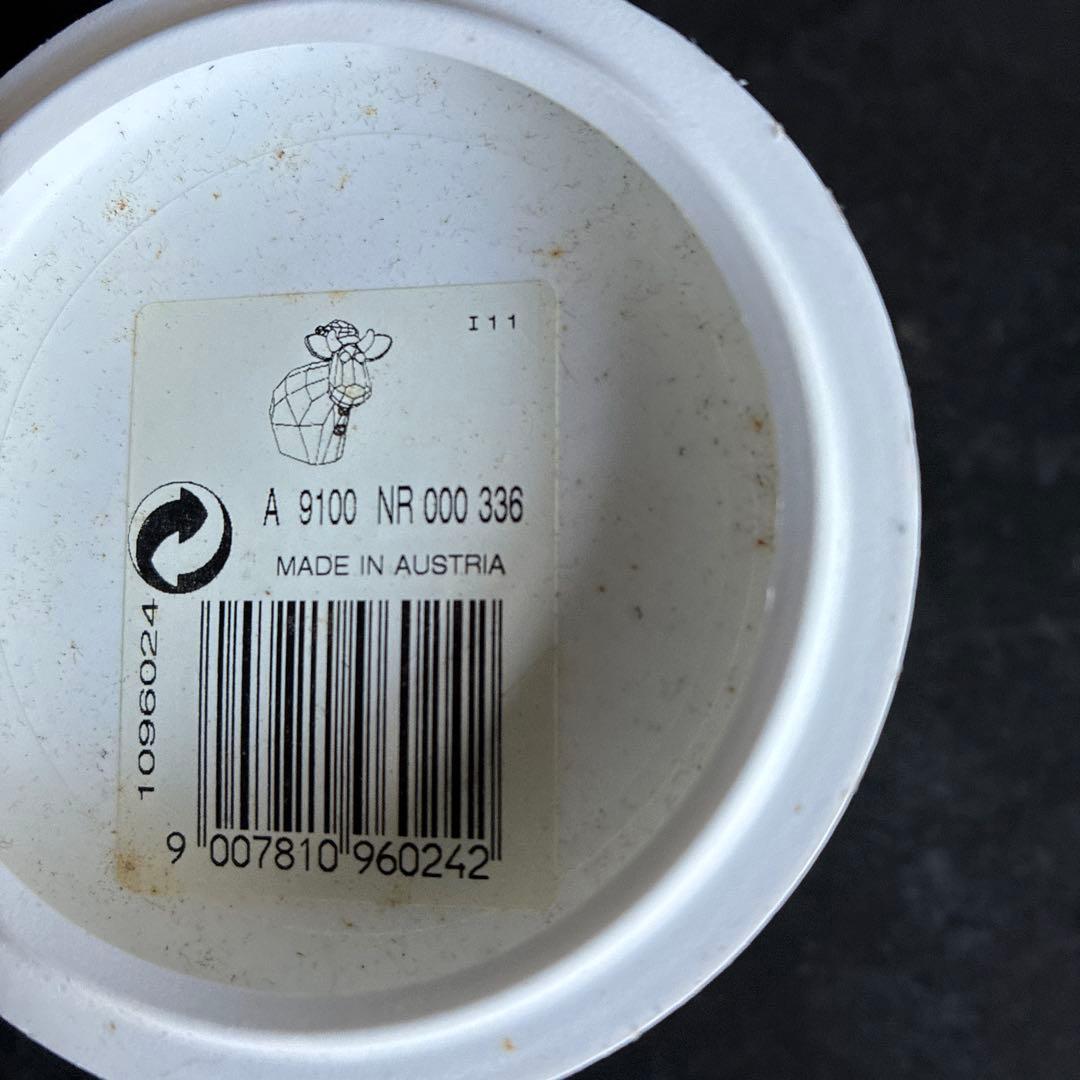 I11
A 9100 NR 000 336
MADE IN AUSTRIA
1096024
9 007810 960242